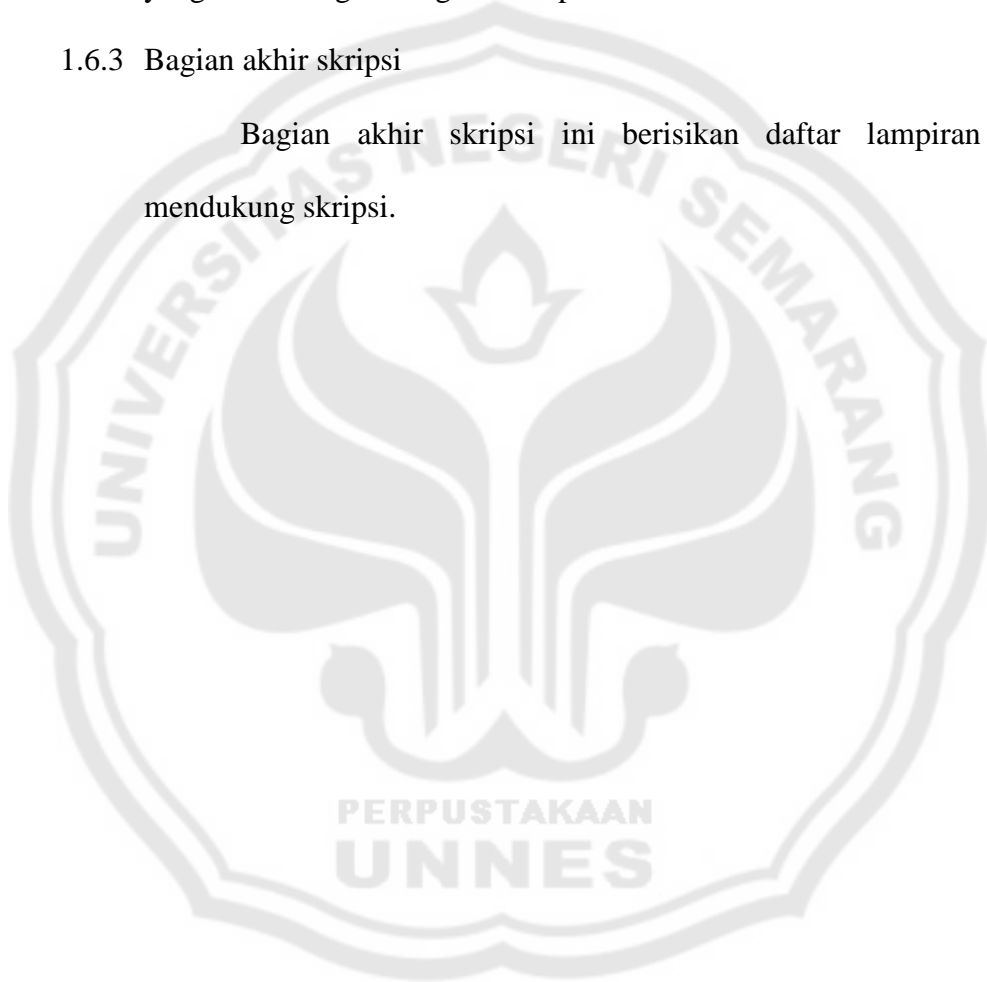 1.6.3 Bagian akhir skripsi
Bagian akhir skripsi ini berisikan daftar lampiran
mendukung skripsi.
UNIVERSITAS NEGERI SEMARANG
PERPUSTAKAAN
UNNES